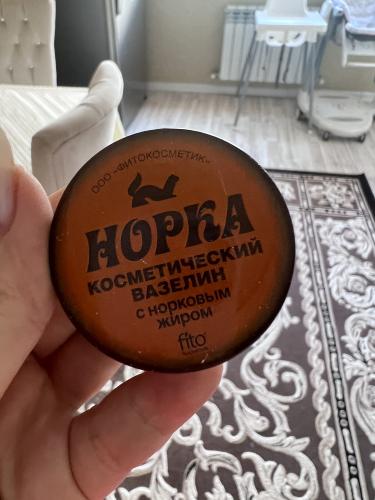 ООО «ФИТОКОСМЕТИК»
НОРКА
КОСМЕТИЧЕСКИЙ
ВАЗЕЛИН
С НОРКОВЫМ
ЖИРОМ
fito®